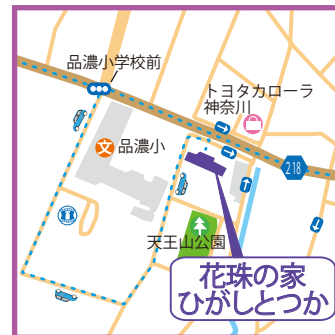 品濃小学校前
トヨタカローラ
神奈川
文 品濃小
218
天王山公園
花珠の家
ひがしとつか